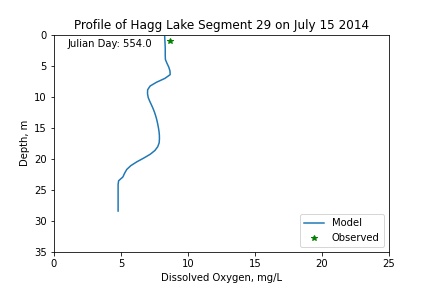 Profile of Hagg Lake Segment 29 on July 15 2014
Julian Day: 554.0
0
5
10
15
20
25
30
35
Depth, m
0 5 10 15 20 25
Dissolved Oxygen, mg/L
Model
Observed